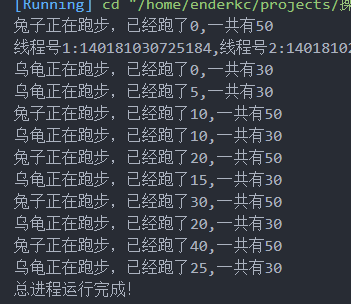 [Running] cd "/home/enderkc/projects/操
兔子正在跑步，已经跑了0,一共有50
线程号1:140181030725184,线程号2:1401810
乌龟正在跑步，已经跑了0,一共有30
乌龟正在跑步，已经跑了5,一共有30
兔子正在跑步，已经跑了10,一共有50
乌龟正在跑步，已经跑了10,一共有30
兔子正在跑步，已经跑了20,一共有50
乌龟正在跑步，已经跑了15,一共有30
兔子正在跑步，已经跑了30,一共有50
乌龟正在跑步，已经跑了20,一共有30
兔子正在跑步，已经跑了40,一共有50
乌龟正在跑步，已经跑了25,一共有30
总进程运行完成!